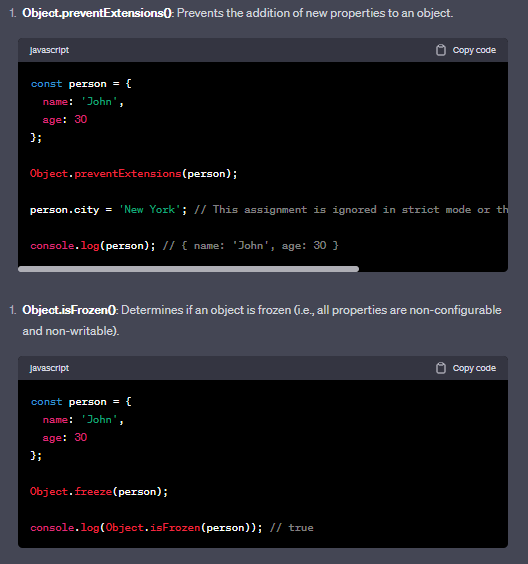 1. Object.preventExtensions(): Prevents the addition of new properties to an object.
javascript Copy code
const person = {
name: 'John',
age: 30
};
Object.preventExtensions(person);
person.city = 'New York'; // This assignment is ignored in strict mode or th
console.log(person); // { name: 'John', age: 30 }
1. Object.isFrozen(): Determines if an object is frozen (i.e., all properties are non-configurable
and non-writable).
javascript Copy code
const person = {
name: 'John',
age: 30
};
Object.freeze(person);
console.log(Object.isFrozen(person)); // true